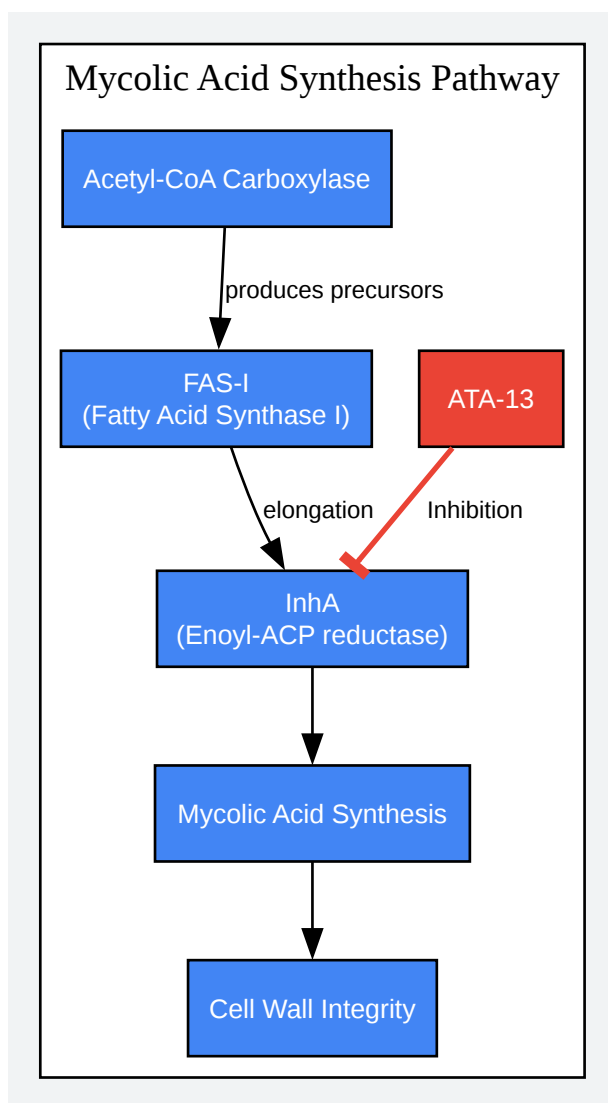 Mycolic Acid Synthesis Pathway
Acetyl-CoA Carboxylase
produces precursors
FAS-I
(Fatty Acid Synthase I)
ATA-13
elongation
Inhibition
InhA
(Enoyl-ACP reductase)
Mycolic Acid Synthesis
Cell Wall Integrity